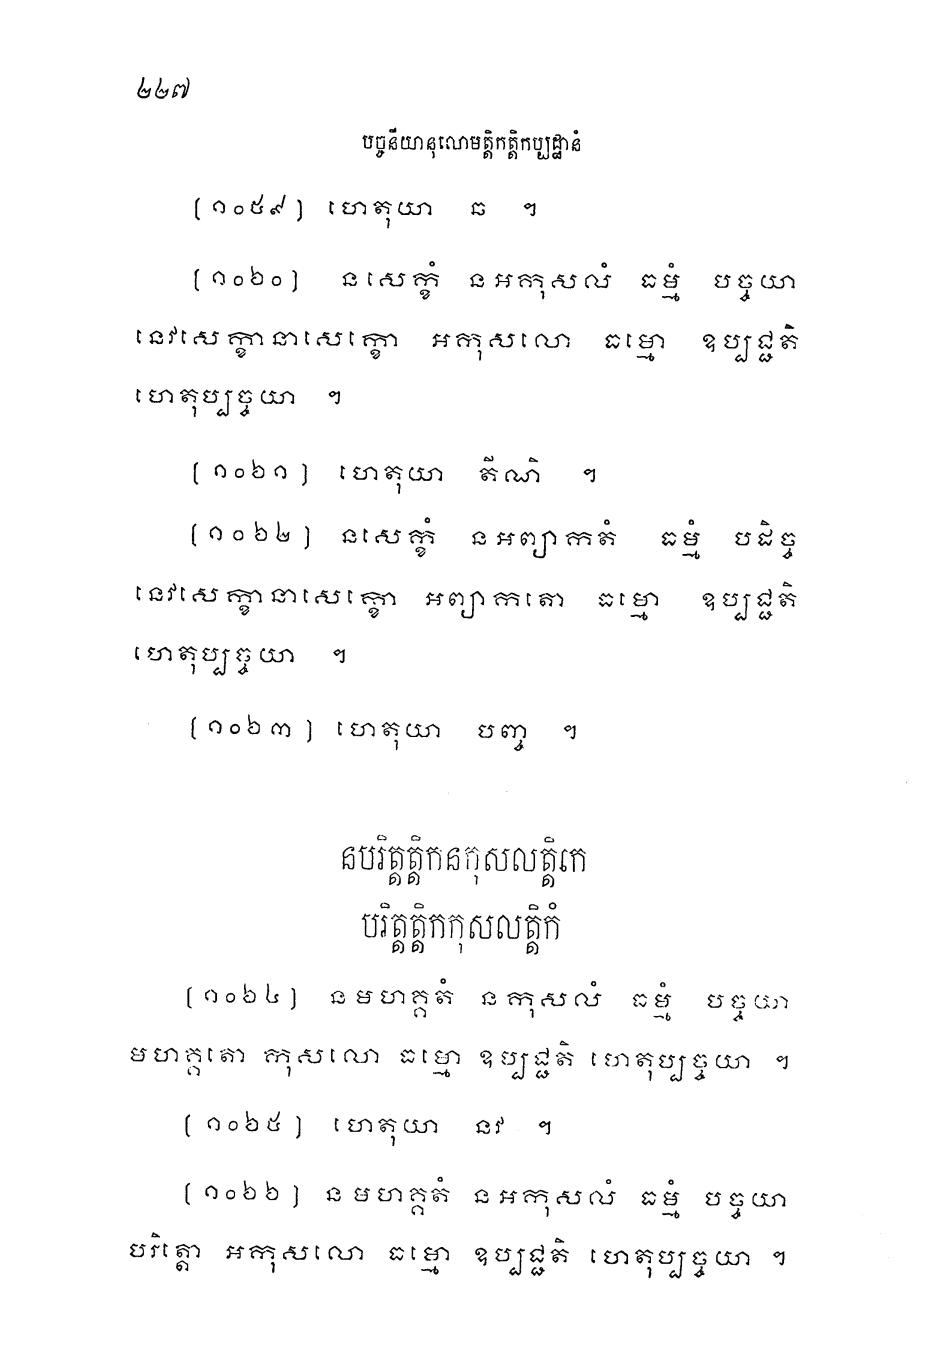 ២២៧
បច្ចនីយានុលោមត្តិកត្តិកប្បដ្ឋានំ
[១០៥៩] ហេតុយា ឆ ។
[១០៦០] នសេក្ខំ នអកុសលំ ធម្មំ បច្ចយា
នេវសេក្ខានាសេក្ខោ អកុសលោ ធម្មោ ឧប្បជ្ជតិ
ហេតុប្បច្ចយា ។
[១០៦១] ហេតុយា តីណិ ។
[១០៦២] នសេក្ខំ នអព្យាកតំ ធម្មំ បដិច្ច
នេវសេក្ខានាសេក្ខោ អព្យាកតោ ធម្មោ ឧប្បជ្ជតិ
ហេតុប្បច្ចយា ។
[១០៦៣] ហេតុយា បញ្ច ។
នបរិត្តត្តិកនកុសលត្តិកេ
បរិត្តត្តិកកុសលត្តិកំ
[១០៦៤] នមហគ្គតំ នកុសលំ ធម្មំ បច្ចយា
មហគ្គតោ កុសលោ ធម្មោ ឧប្បជ្ជតិ ហេតុប្បច្ចយា ។
[១០៦៥] ហេតុយា នវ ។
[១០៦៦] នមហគ្គតំ នអកុសលំ ធម្មំ បច្ចយា
បរិត្តោ អកុសលោ ធម្មោ ឧប្បជ្ជតិ ហេតុប្បច្ចយា ។